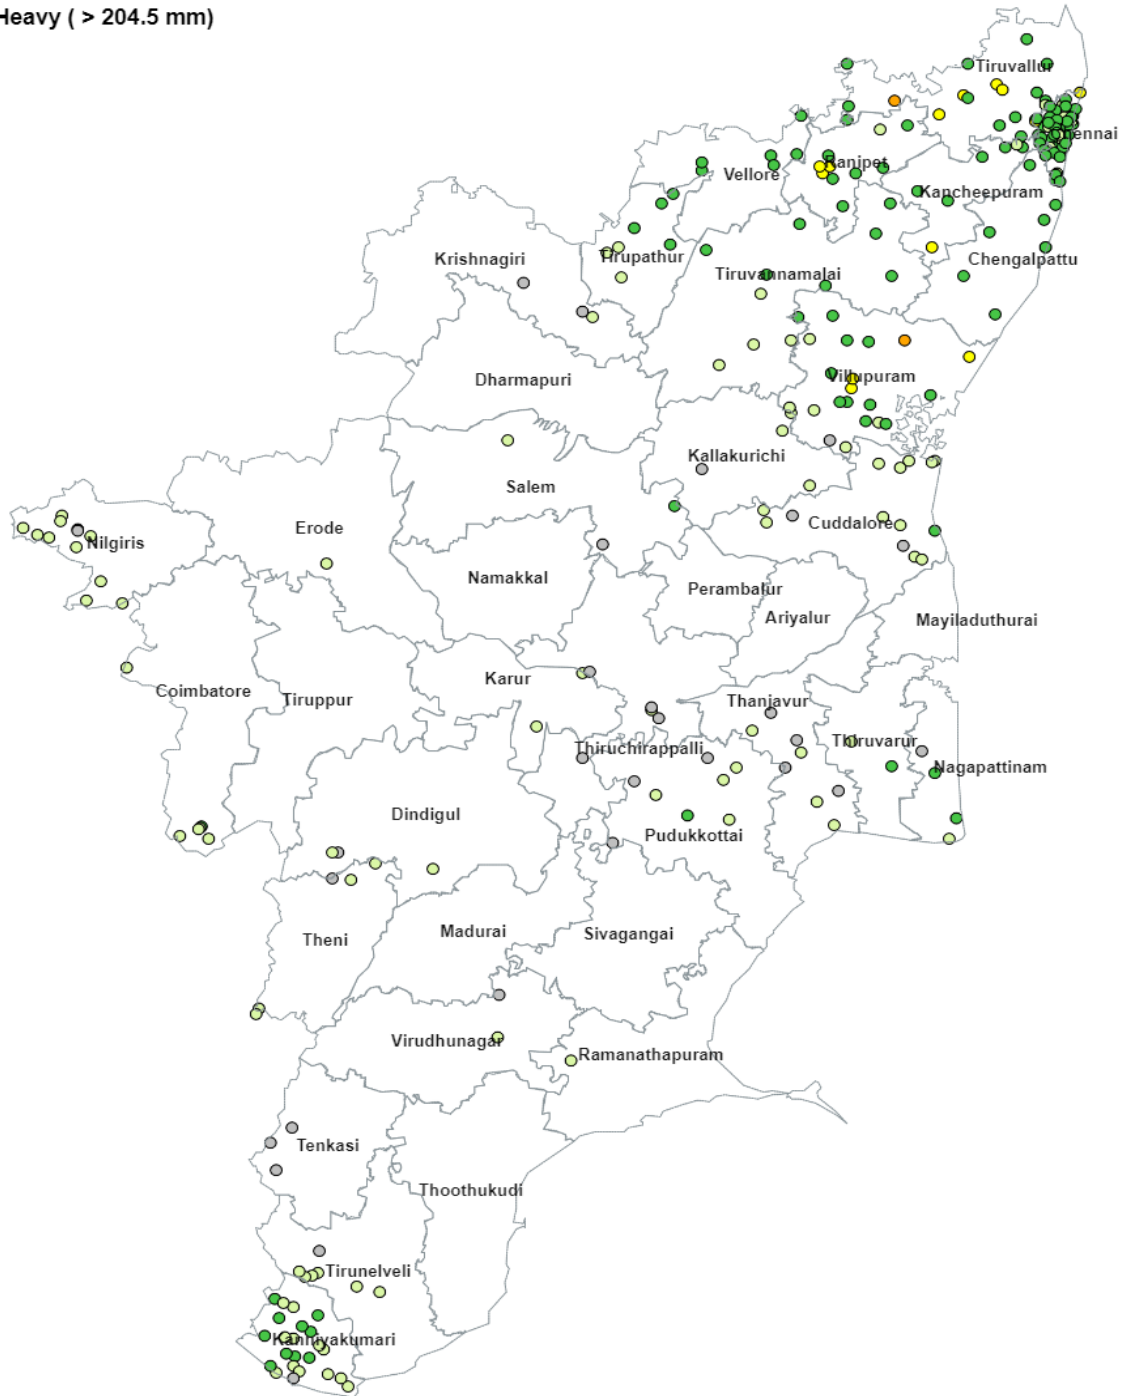 Heavy ( > 204.5 mm)
Tiruvallur
Chennai
Ranipet
Vellore
Kancheepuram
Krishnagiri
Tirupathur
Tiruvannamalai
Chengalpattu
Dharmapuri
Villupuram
Kallakurichi
Salem
Cuddalore
Erode
Nilgiris
Namakkal
Perambalur
Ariyalur
Mayiladuthurai
Karur
Coimbatore
Tiruppur
Thanjavur
Thiruvarur
Thiruchirappalli
Nagapattinam
Dindigul
Pudukkottai
Madurai
Sivagangai
Theni
Virudhunagar
Ramanathapuram
Tenkasi
Thoothukudi
Tirunelveli
Kanniyakumari